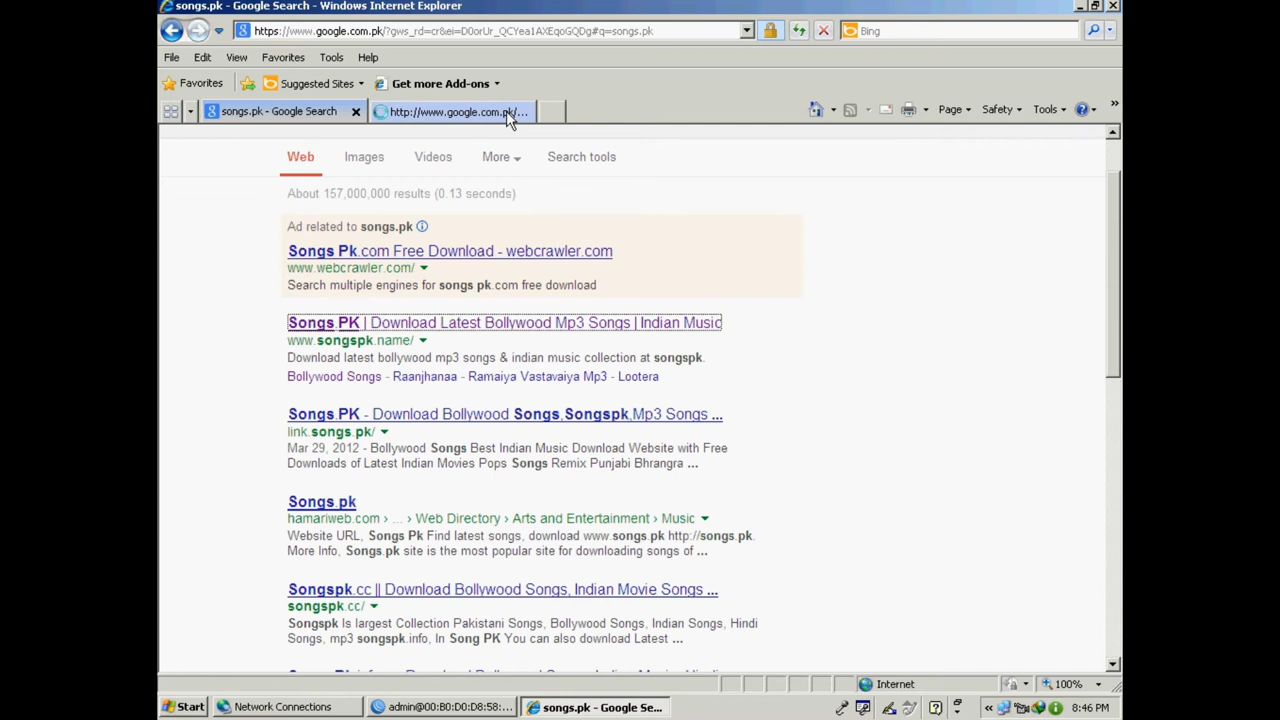 songs.pk - Google Search - Windows Internet Explorer
https://www.google.com.pk/?gws_rd=cr&ei=D0orUr_QCYea1AXEqoGQDg#q=songs.pk
Bing
File Edit View Favorites Tools Help
Favorites Suggested Sites Get more Add-ons
songs.pk - Google Search http://www.google.com.pk/... Page Safety Tools
Web Images Videos More Search tools
About 157,000,000 results (0.13 seconds)
Ad related to songs.pk
Songs Pk.com Free Download - webcrawler.com
www.webcrawler.com/
Search multiple engines for songs pk.com free download
Songs.PK | Download Latest Bollywood Mp3 Songs | Indian Music
www.songspk.name/
Download latest bollywood mp3 songs & indian music collection at songspk.
Bollywood Songs - Raanjhanaa - Ramaiya Vastavaiya Mp3 - Lootera
Songs.PK - Download Bollywood Songs,Songspk,Mp3 Songs ...
link.songs.pk/
Mar 29, 2012 - Bollywood Songs Best Indian Music Download Website with Free
Downloads of Latest Indian Movies Pops Songs Remix Punjabi Bhrangra ...
Songs.pk
hamariweb.com › ... › Web Directory › Arts and Entertainment › Music
Website URL, Songs Pk Find latest songs, download www.songs.pk http://songs.pk.
More Info, Songs.pk site is the most popular site for downloading songs of ...
Songspk.cc || Download Bollywood Songs, Indian Movie Songs ...
songspk.cc/
Songspk Is largest Collection Pakistani Songs, Bollywood Songs, Indian Songs, Hindi
Songs, mp3 songspk.info, In Song PK You can also download Latest ...
Internet 100%
Start Network Connections admin@00:B0:D0:D8:58:... songs.pk - Google Se... 8:46 PM